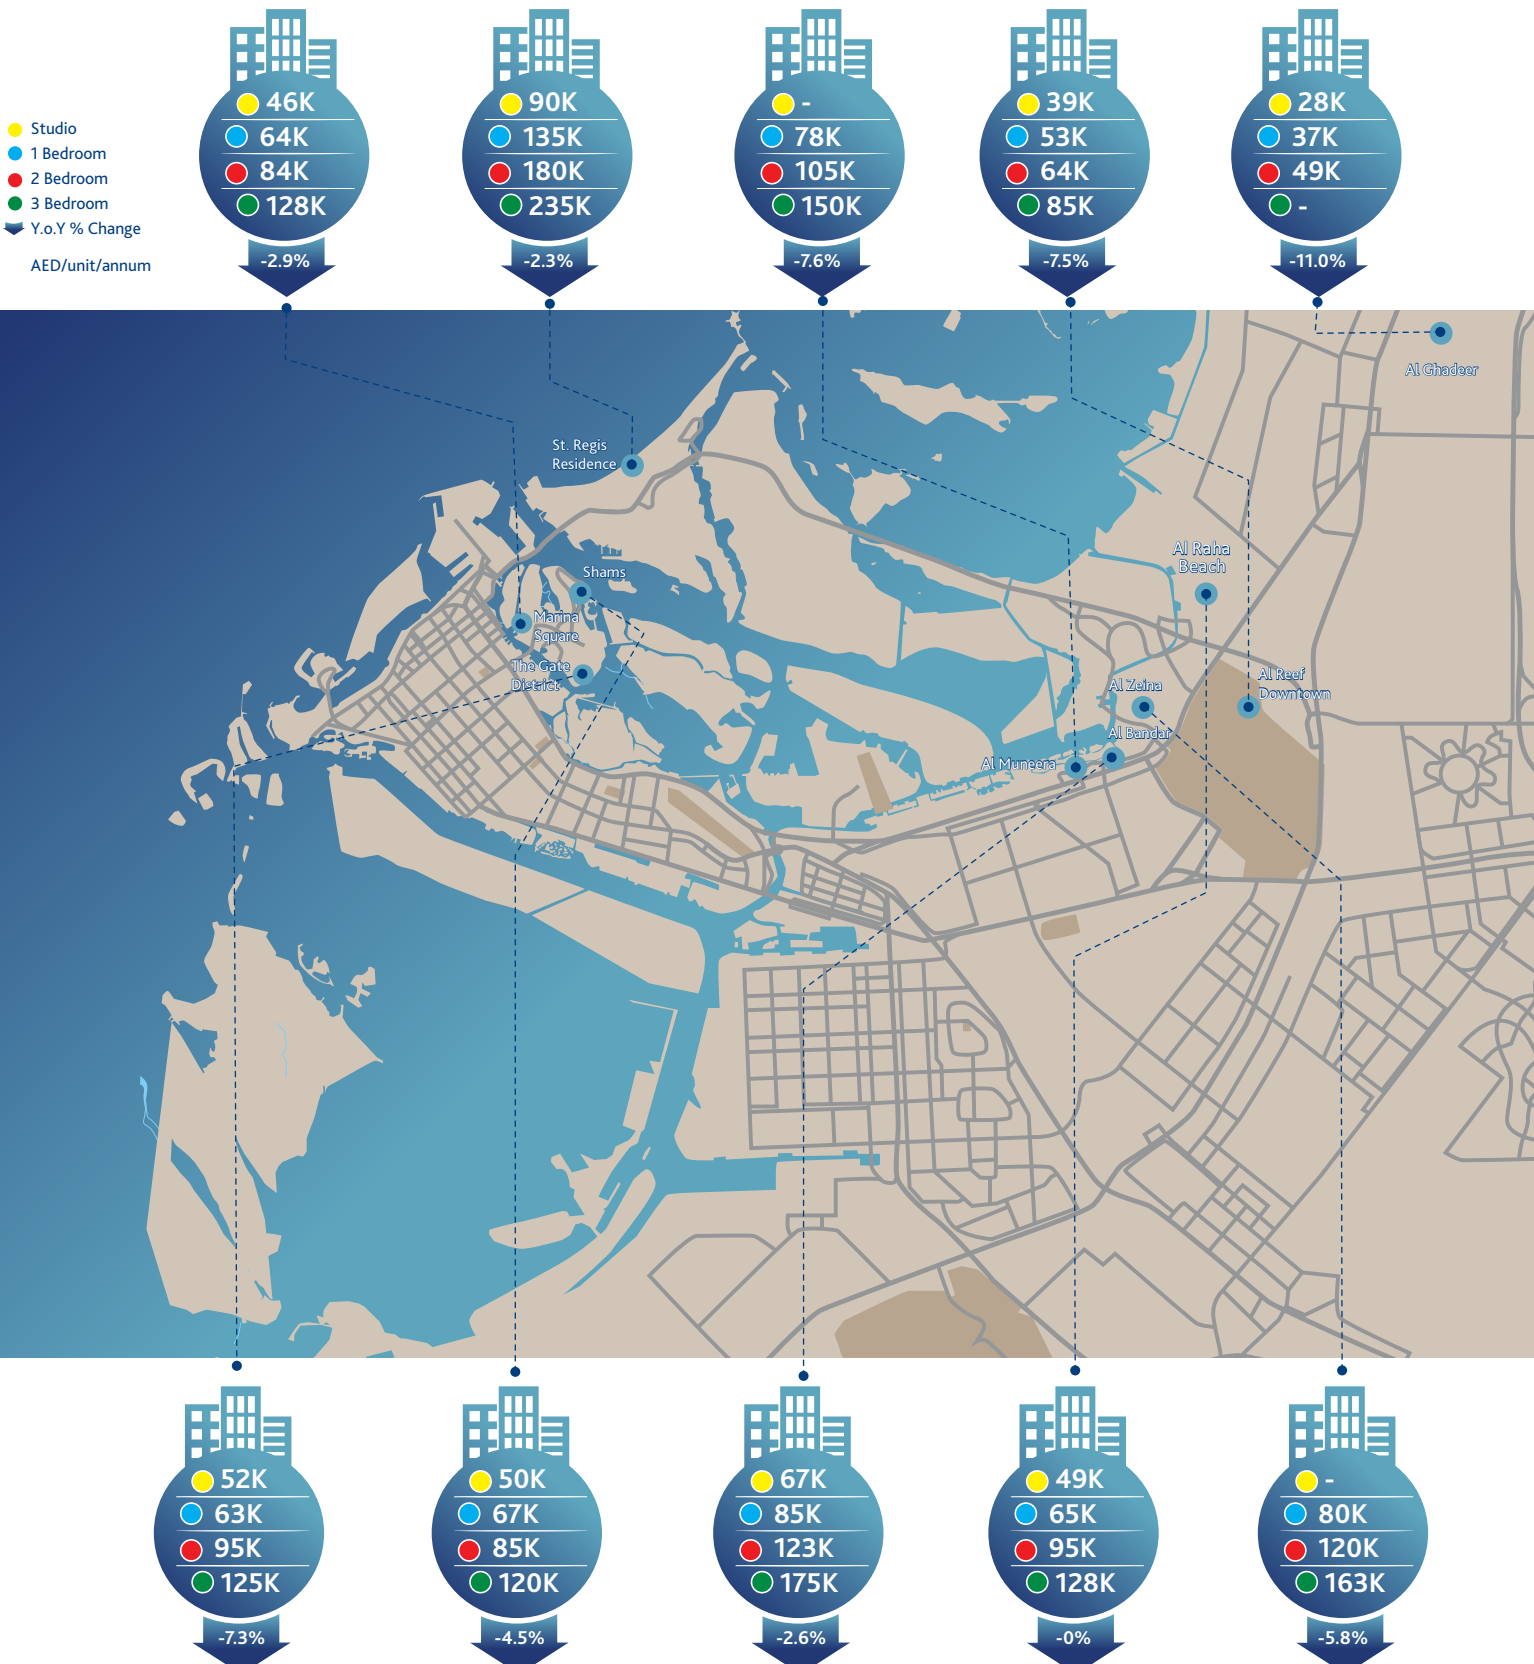 46K
64K
84K
128K
-2.9%
90K
135K
180K
235K
-2.3%
-
78K
105K
150K
-7.6%
39K
53K
64K
85K
-7.5%
28K
37K
49K
-
-11.0%
Studio
1 Bedroom
2 Bedroom
3 Bedroom
Y.o.Y % Change
AED/unit/annum
Al Ghadeer
St. Regis
Residence
Al Raha
Beach
Shams
Marina
Square
The Gate
District
Al Reef
Downtown
Al Zeina
Al Bandar
Al Muneera
52K
63K
95K
125K
-7.3%
50K
67K
85K
120K
-4.5%
67K
85K
123K
175K
-2.6%
49K
65K
95K
128K
-0%
-
80K
120K
163K
-5.8%